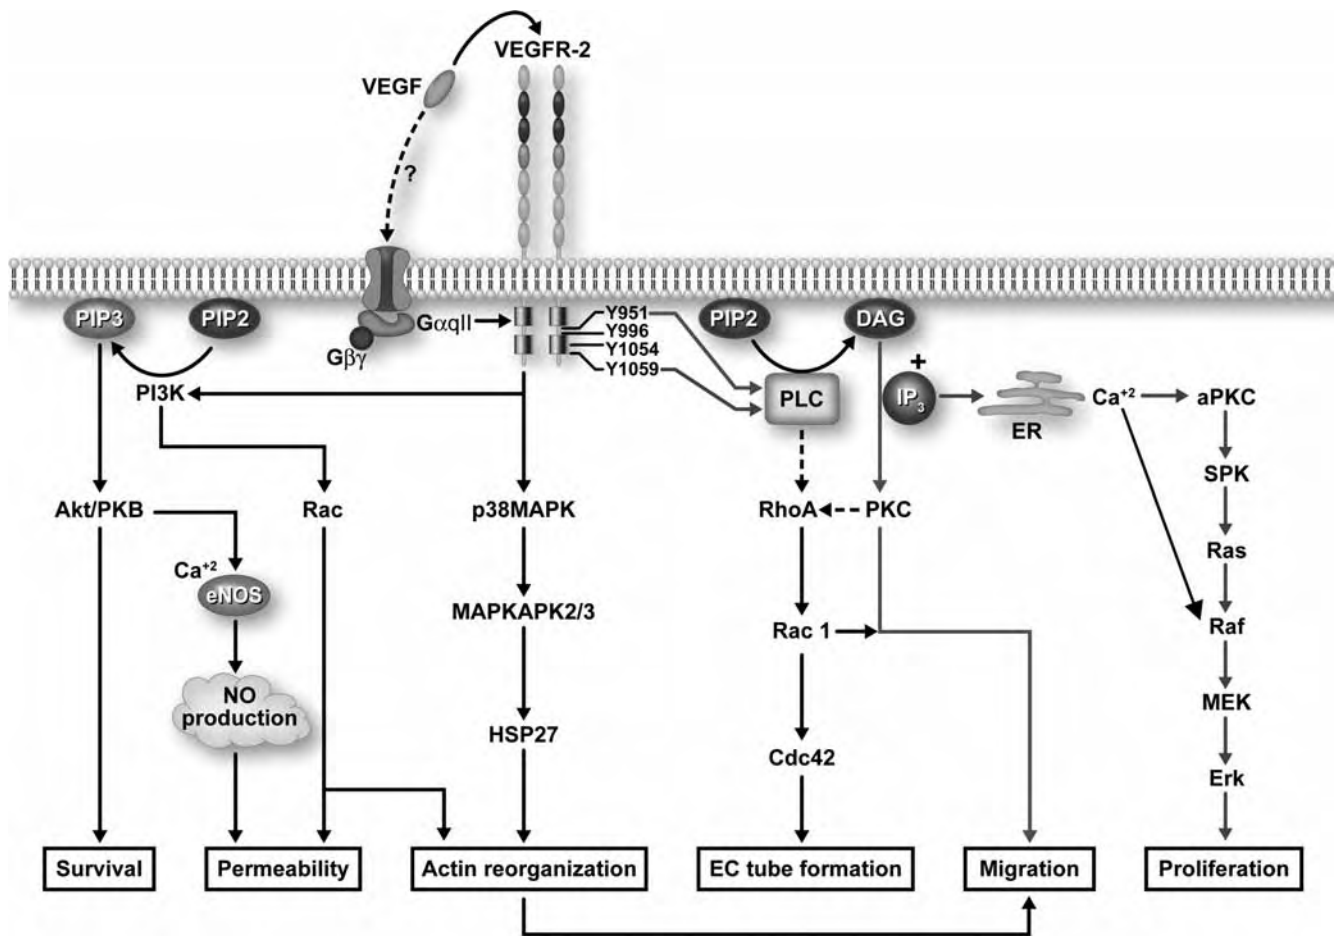 VEGFR-2
VEGF
?
PIP3
PIP2
GαqII
Gβγ
Y951
Y996
Y1054
Y1059
PIP2
DAG
PI3K
PLC
+
IP3
ER
Ca+2
aPKC
SPK
Akt/PKB
Rac
p38MAPK
RhoA
PKC
Ras
Ca+2
eNOS
MAPKAPK2/3
Rac 1
Raf
NO
production
MEK
HSP27
Cdc42
Erk
Survival
Permeability
Actin reorganization
EC tube formation
Migration
Proliferation